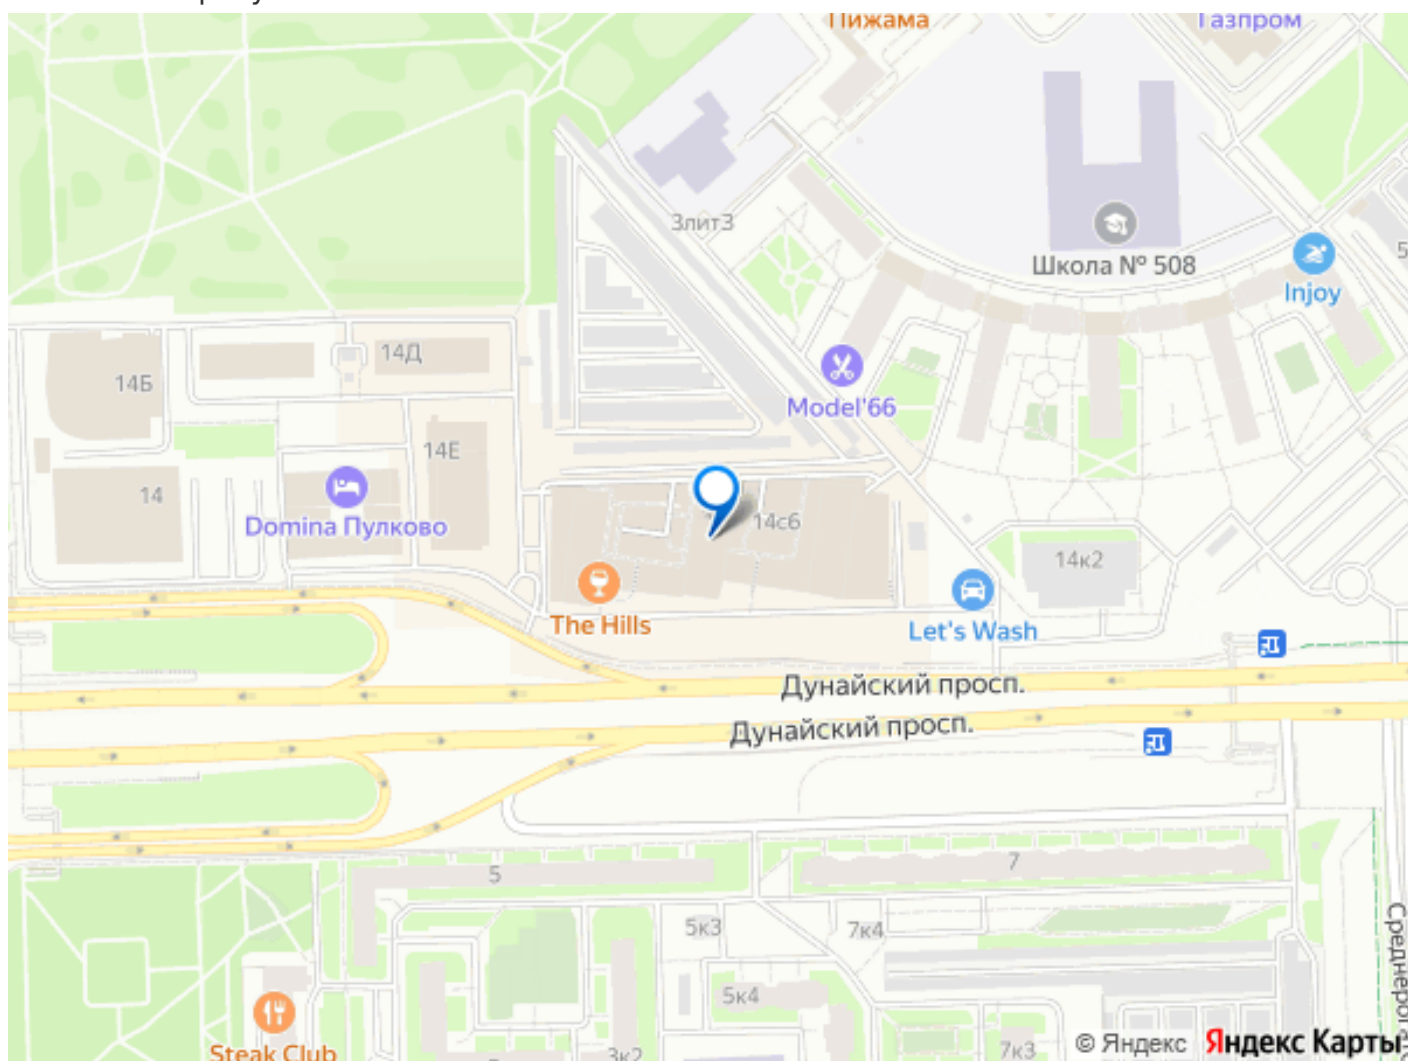 Пижама
Газпром
3лит3
Школа № 508
Injoy
14Д
14Б
Model'66
14Е
14
14с6
Domina Пулково
14к2
The Hills
Let's Wash
Дунайский просп.
Дунайский просп.
7
5
5к3
7к4
5к4
Steak Club
3к2
7к3
© Яндекс
Яндекс Карты